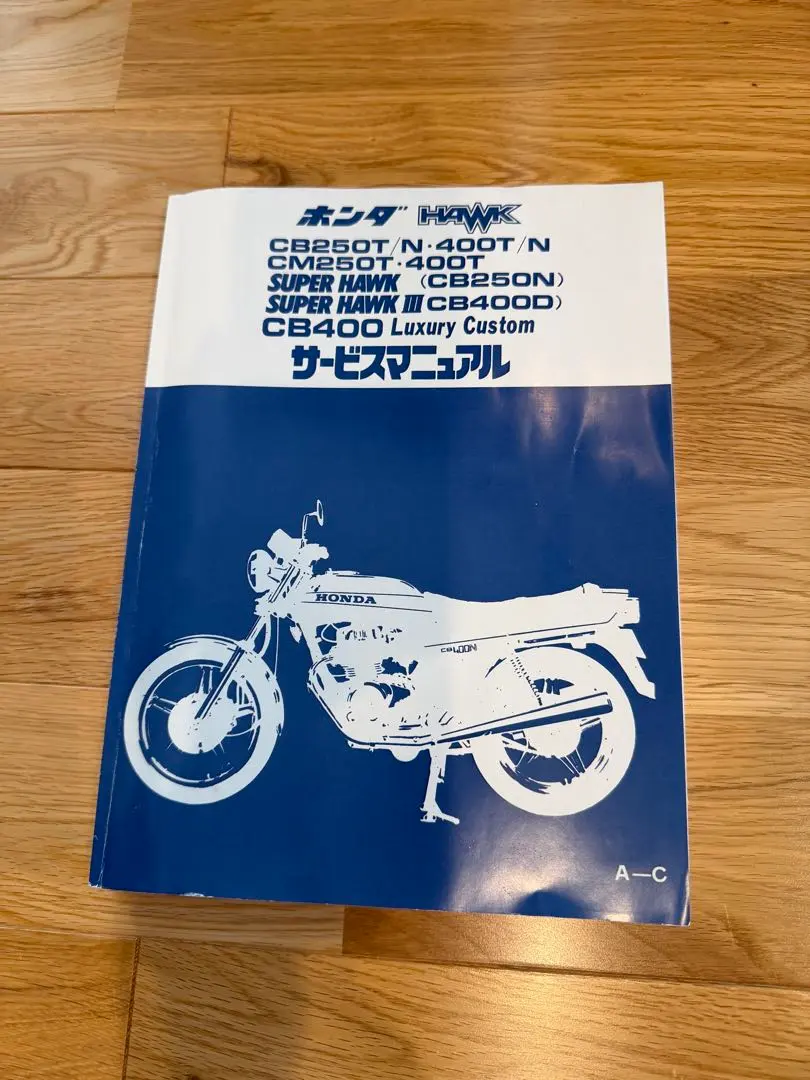 ホンダ HAWK
CB250T/N・400T/N
CM250T・400T
SUPER HAWK (CB250N)
SUPER HAWK III CB400D)
CB400 Luxury Custom
サービスマニュアル
HONDA
CB400N
A—C